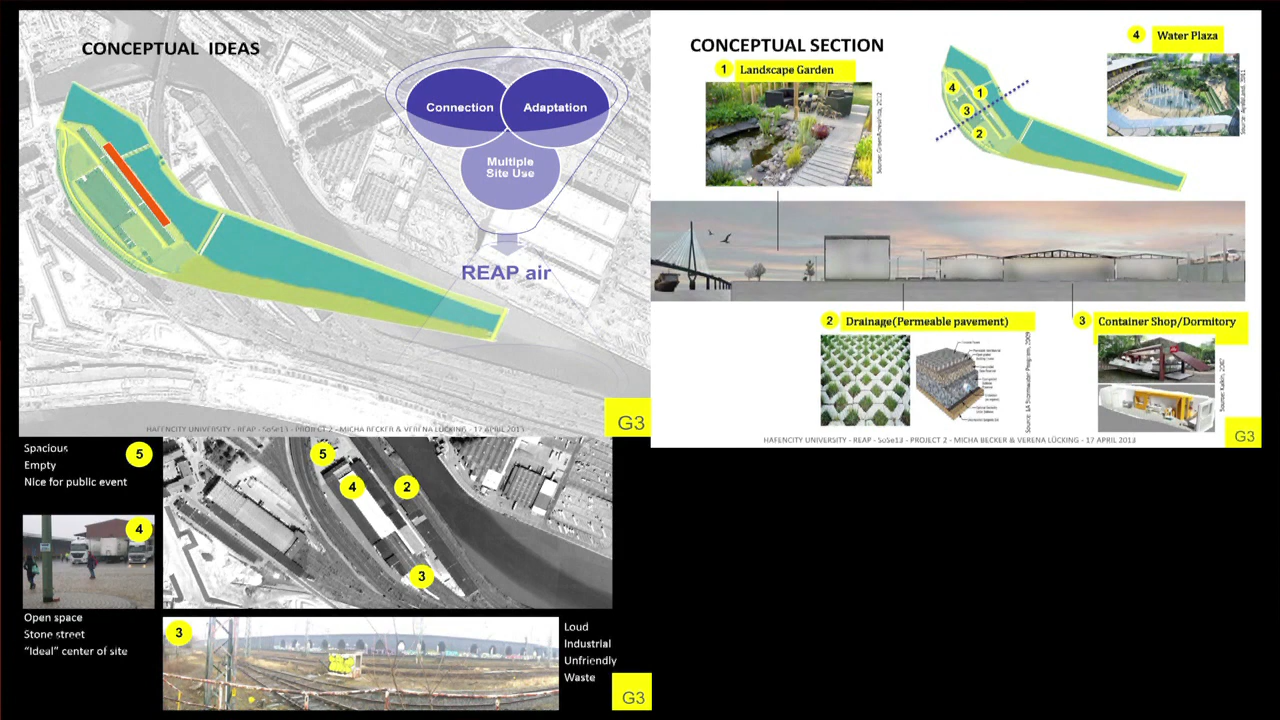 CONCEPTUAL IDEAS
Connection
Adaptation
Multiple
Site Use
REAP air
G3
HAFENCITY UNIVERSITY - REAP - SoSe13 - PROJECT 2 - MICHA BECKER & VERENA LÜCKING - 17 APRIL 2013
CONCEPTUAL SECTION
1 Landscape Garden
4 Water Plaza
4
1
3
2
2 Drainage(Permeable pavement)
3 Container Shop/Dormitory
HAFENCITY UNIVERSITY - REAP - SoSe13 - PROJECT 2 - MICHA BECKER & VERENA LÜCKING - 17 APRIL 2013
G3
Spacious
Empty
Nice for public event
5
4
Open space
Stone street
"Ideal" center of site
5
4
2
3
3
Loud
Industrial
Unfriendly
Waste
G3